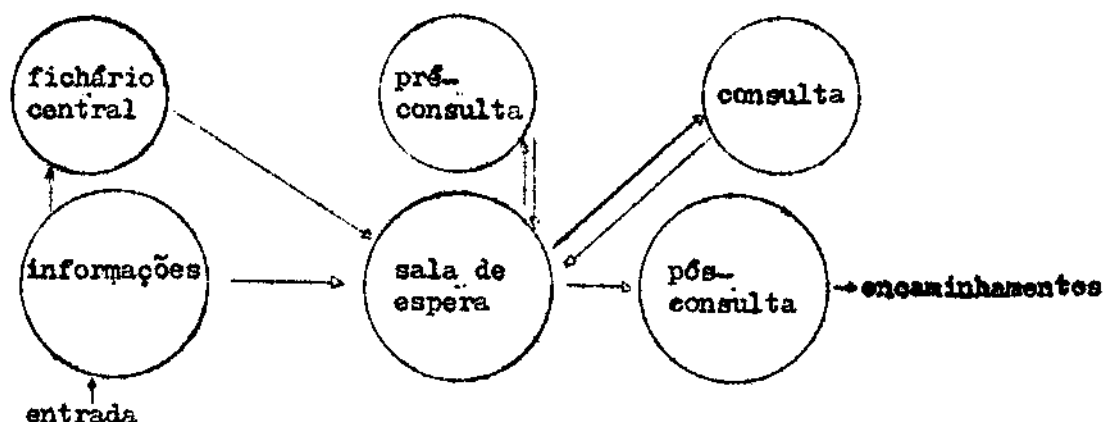 fichário
central
pré-
consulta
consulta
informações
sala de
espera
pós-
consulta
encaminhamentos
entrada